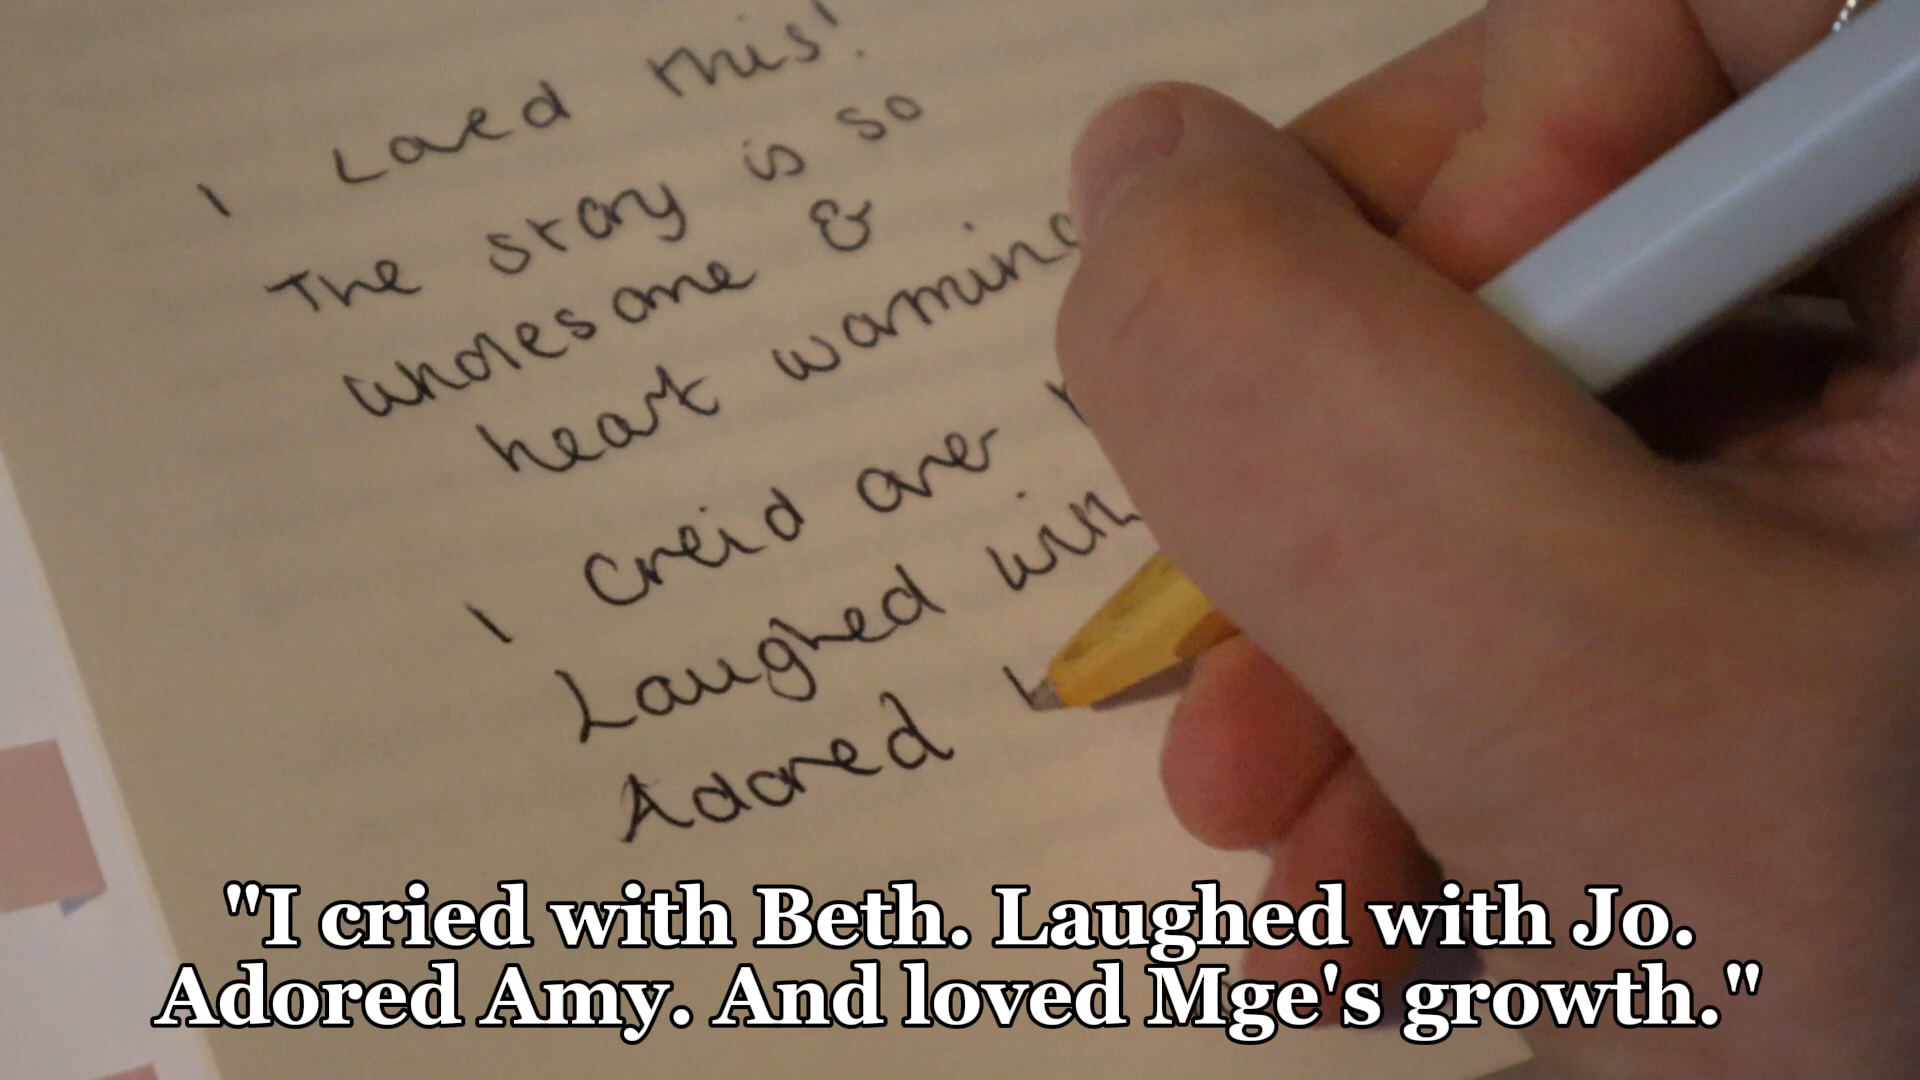 I Loved this!
The story is so
wholesome &
heart warming
I creid over
Laughed with
Adored
"I cried with Beth. Laughed with Jo.
Adored Amy. And loved Mge's growth."